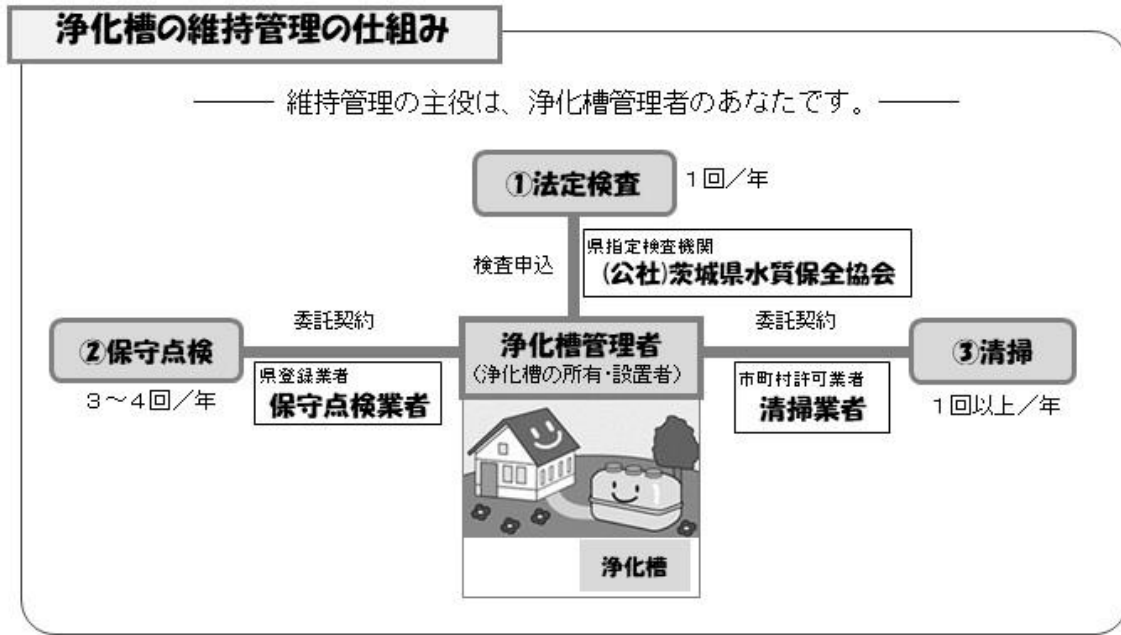 浄化槽の維持管理の仕組み
維持管理の主役は、浄化槽管理者のあなたです。
①法定検査
1回/年
検査申込
県指定検査機関
(公社)茨城県水質保全協会
②保守点検
3~4回/年
委託契約
県登録業者
保守点検業者
浄化槽管理者
(浄化槽の所有・設置者)
委託契約
市町村許可業者
清掃業者
③清掃
1回以上/年
浄化槽